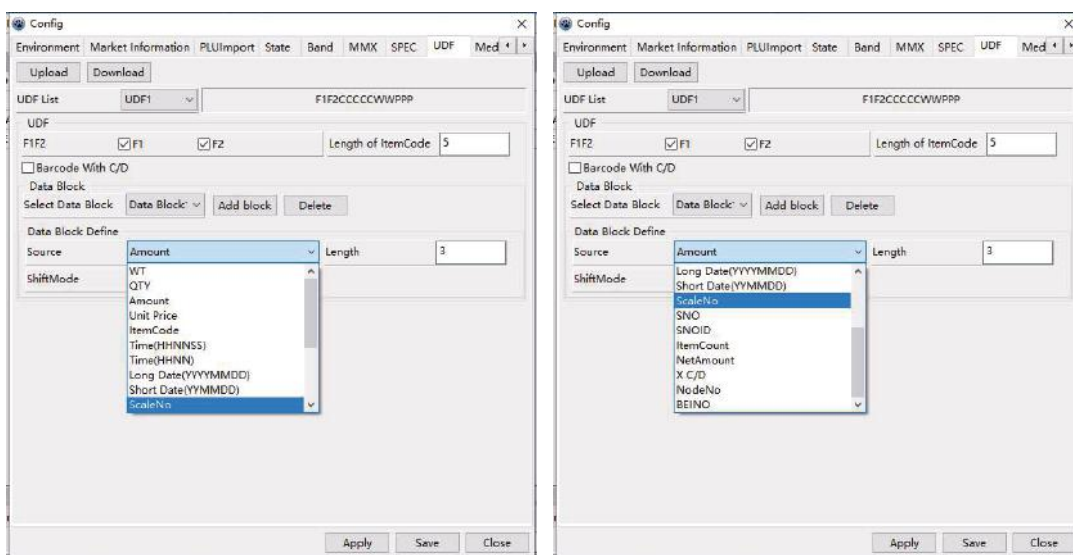 Config
Environment Market Information PLUImport State Band MMX SPEC UDF Med
Upload Download
UDF List UDF1 F1F2CCCCCWWPPP
UDF
F1F2 F1 F2 Length of ItemCode 5
Barcode With C/D
Data Block
Select Data Block Data Block Add block Delete
Data Block Define
Source Amount Length 3
ShiftMode
WT
QTY
Amount
Unit Price
ItemCode
Time(HHNNSS)
Time(HHNN)
Long Date(YYYYMMDD)
Short Date(YYMMDD)
ScaleNo
Apply Save Close
Config
Environment Market Information PLUImport State Band MMX SPEC UDF Med
Upload Download
UDF List UDF1 F1F2CCCCCWWPPP
UDF
F1F2 F1 F2 Length of ItemCode 5
Barcode With C/D
Data Block
Select Data Block Data Block Add block Delete
Data Block Define
Source Amount Length 3
ShiftMode
Long Date(YYYYMMDD)
Short Date(YYMMDD)
ScaleNo
SNO
SNOID
ItemCount
NetAmount
X C/D
NodeNo
BEINO
Apply Save Close